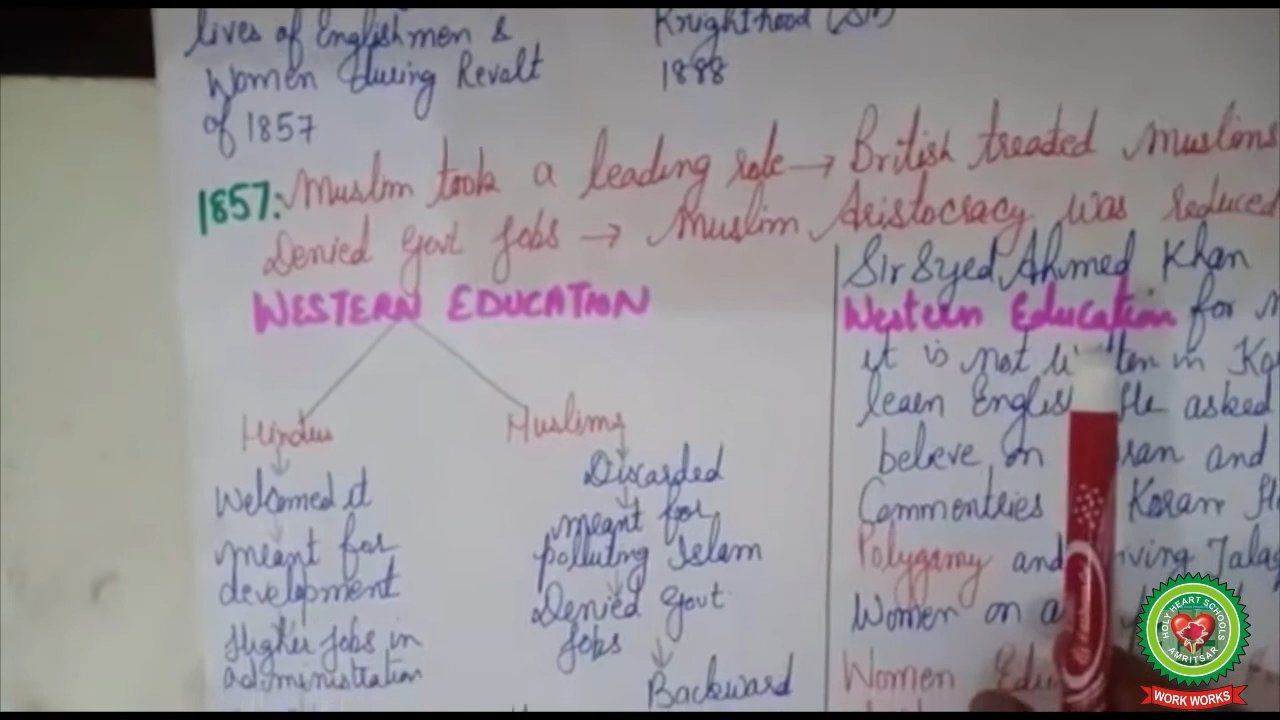 lives of Englishmen &
Women during Revalt
of 1857
Knighthood (Sir)
1888
1857: Muslim took a leading role → British treated Muslims
Denied Govt Jobs → Muslim Aristocracy was reduced
WESTERN EDUCATION
Hindus
Welcomed it
meant for
development
Higher Jobs in
administration
Muslims
Discarded
meant for
polluting Islam
Denied Govt
Jobs
Backward
Sir Syed Ahmed Khan
Western Education for
it is not in
learn English He asked
believe on and
Commentries Koran
Polygamy and
Women on a
Women
HOLY HEART SCHOOLS
AMRITSAR
WORK WORKS